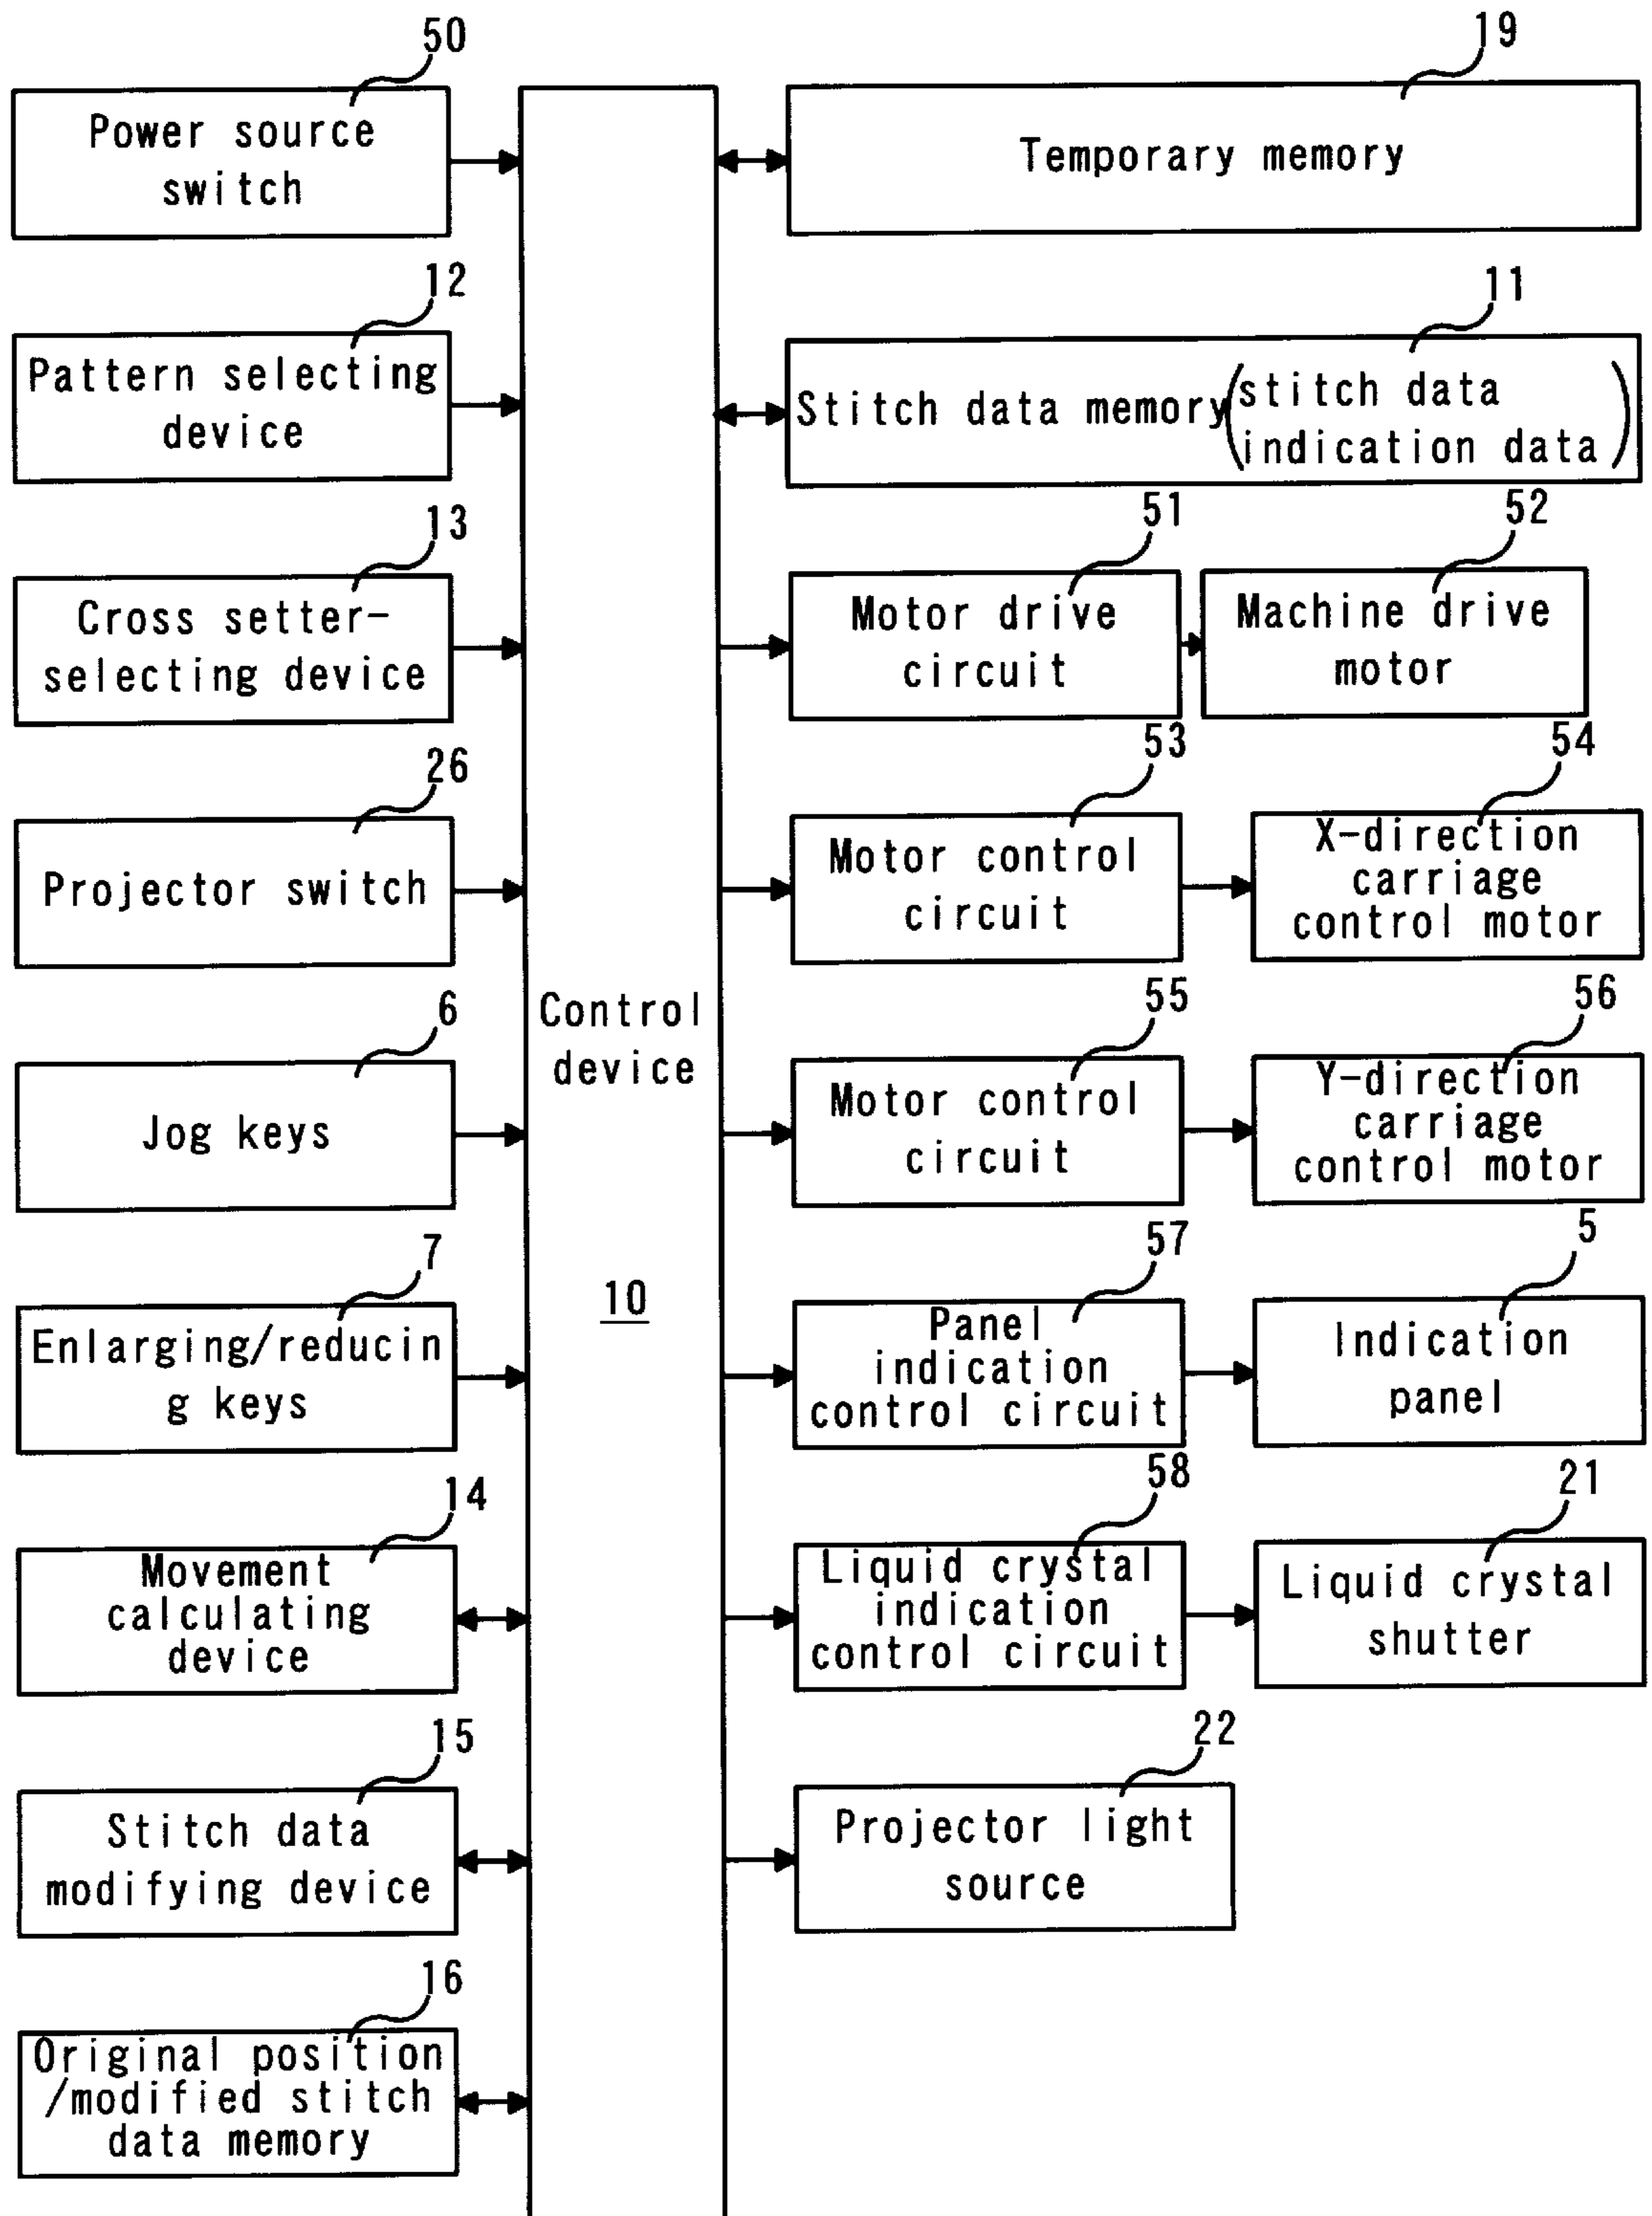 50
Power source
switch
12
Pattern selecting
device
13
Cross setter-
selecting device
26
Projector switch
6
Jog keys
7
Enlarging/reducin
g keys
14
Movement
calculating
device
15
Stitch data
modifying device
16
Original position
/modified stitch
data memory
Control
device
10
19
Temporary memory
11
Stitch data memory(stitch data
indication data)
51
Motor drive
circuit
52
Machine drive
motor
53
Motor control
circuit
54
X-direction
carriage
control motor
55
Motor control
circuit
56
Y-direction
carriage
control motor
57
Panel
indication
control circuit
5
Indication
panel
58
Liquid crystal
indication
control circuit
21
Liquid crystal
shutter
22
Projector light
source